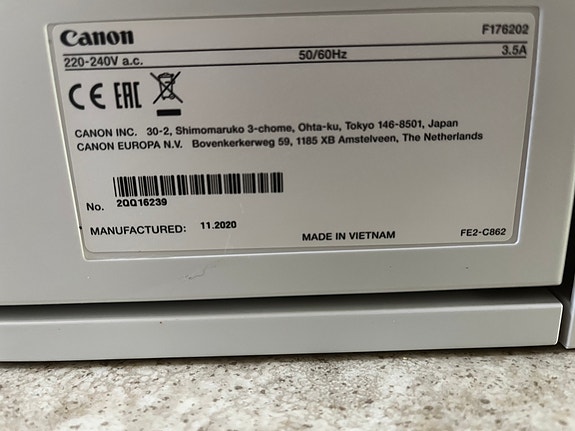 Canon F176202
220-240V a.c. 50/60Hz 3.5A
CE EAC
CANON INC. 30-2, Shimomaruko 3-chome, Ohta-ku, Tokyo 146-8501, Japan
CANON EUROPA N.V. Bovenkerkerweg 59, 1185 XB Amstelveen, The Netherlands
No. 2QQ16239
MANUFACTURED: 11.2020 MADE IN VIETNAM FE2-C862